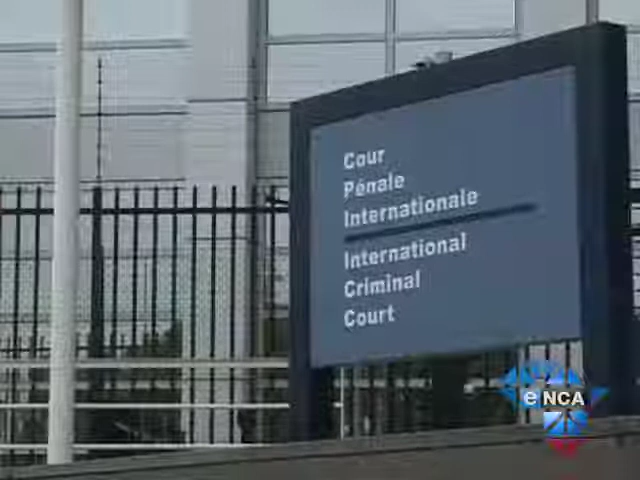 Cour
Pénale
Internationale
International
Criminal
Court
eNCA